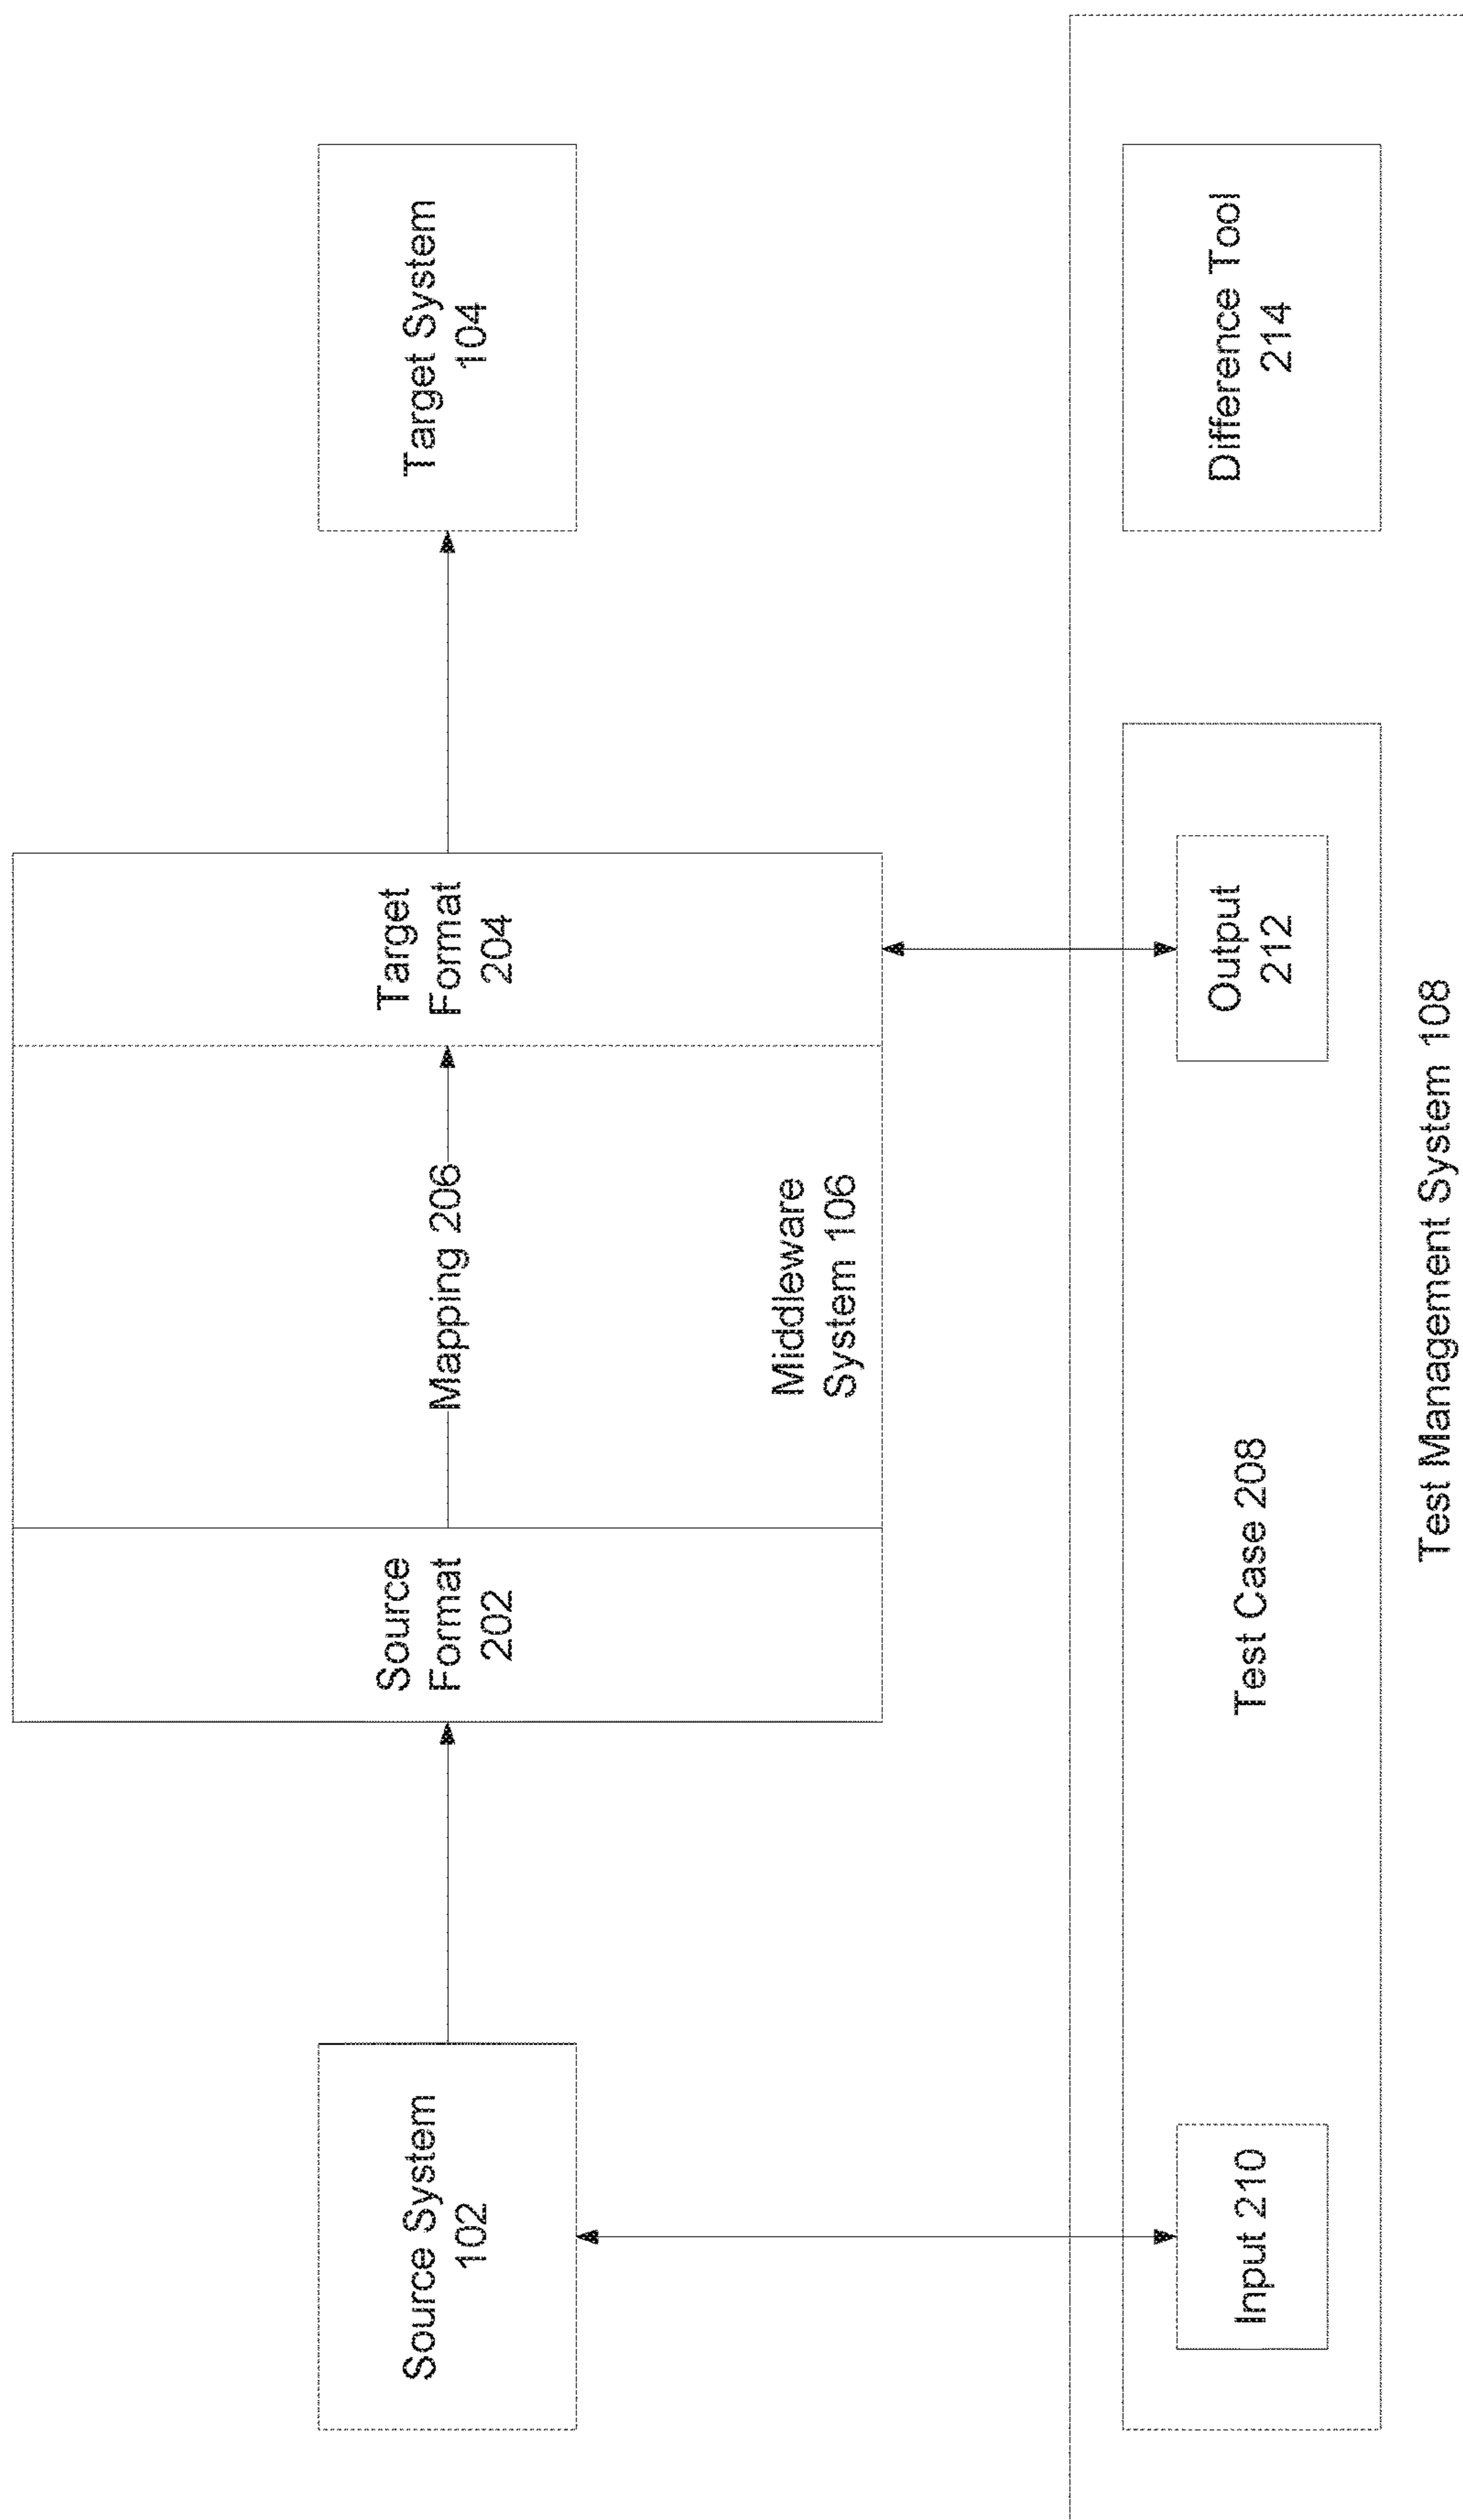 Source System
102
Source
Format
202
Mapping 206
Middleware
System 106
Target
Format
204
Target System
104
Input 210
Test Case 208
Output
212
Difference Tool
214
Test Management System 108